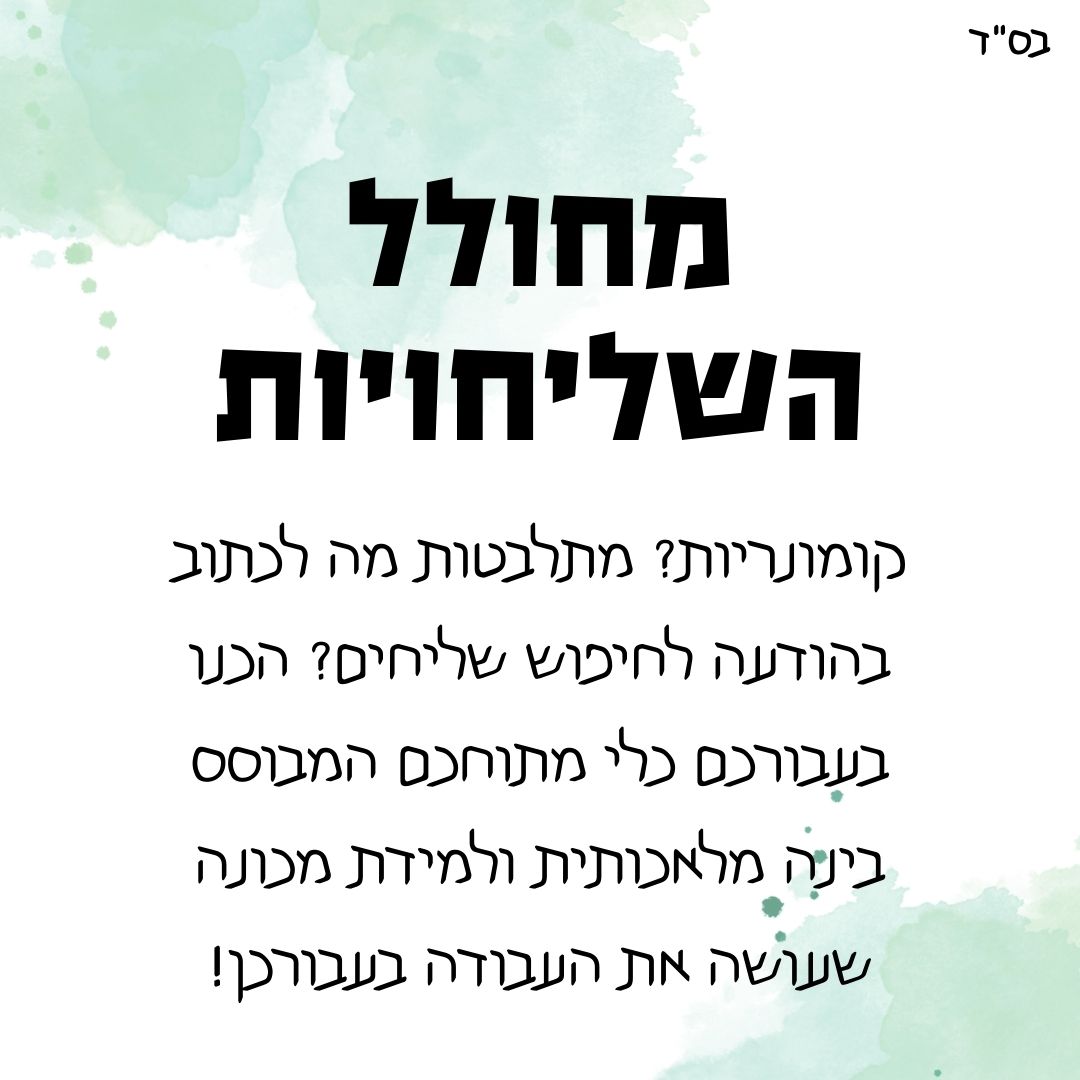 בס"ד
מחולל
השליחויות
קומונריות? מתלבטות מה לכתוב
בהודעה לחיפוש שליחים? הכנו
בעבורכם כלי מתוחכם המבוסס
בינה מלאכותית ולמידת מכונה
שעושה את העבודה בעבורכן!